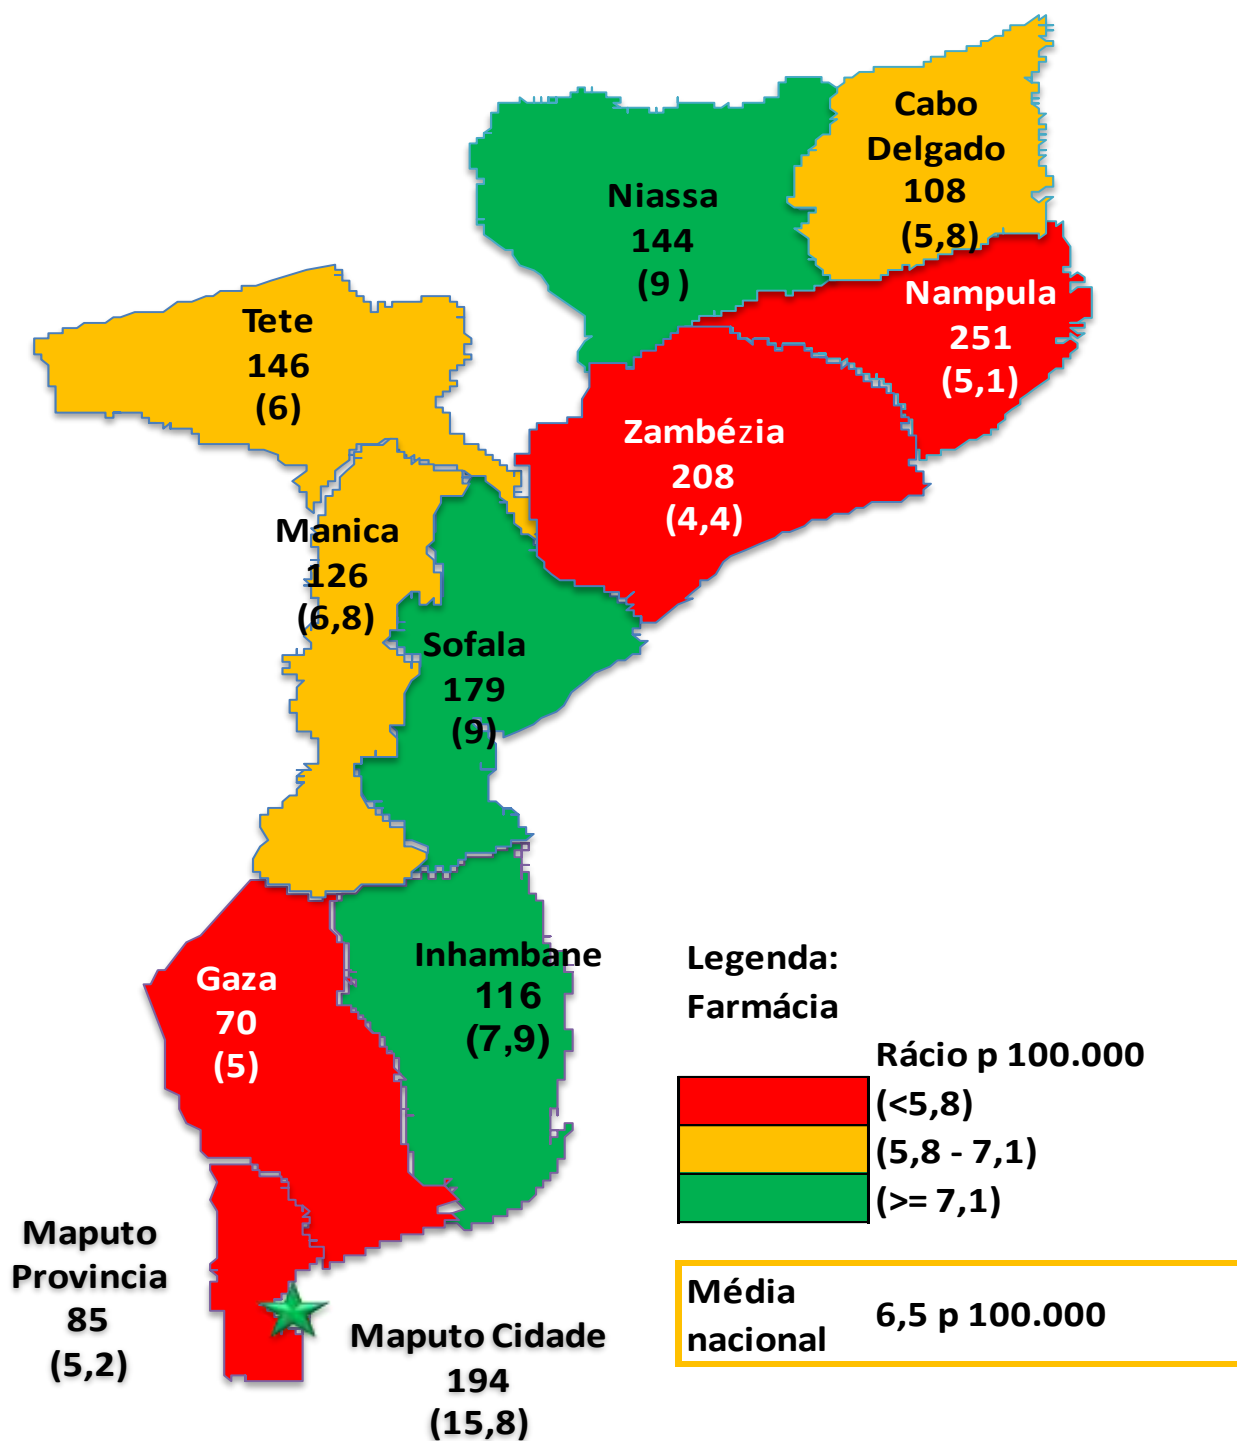 Cabo
Delgado
108
(5,8)
Niassa
144
(9 )
Nampula
251
(5,1)
Tete
146
(6)
Zambézia
208
(4,4)
Manica
126
(6,8)
Sofala
179
(9)
Inhambane
116
(7,9)
Gaza
70
(5)
Legenda:
Farmácia
Rácio p 100.000
(<5,8)
(5,8 - 7,1)
(>= 7,1)
Maputo
Provincia
85
(5,2)
Maputo Cidade
194
(15,8)
Média
nacional
6,5 p 100.000